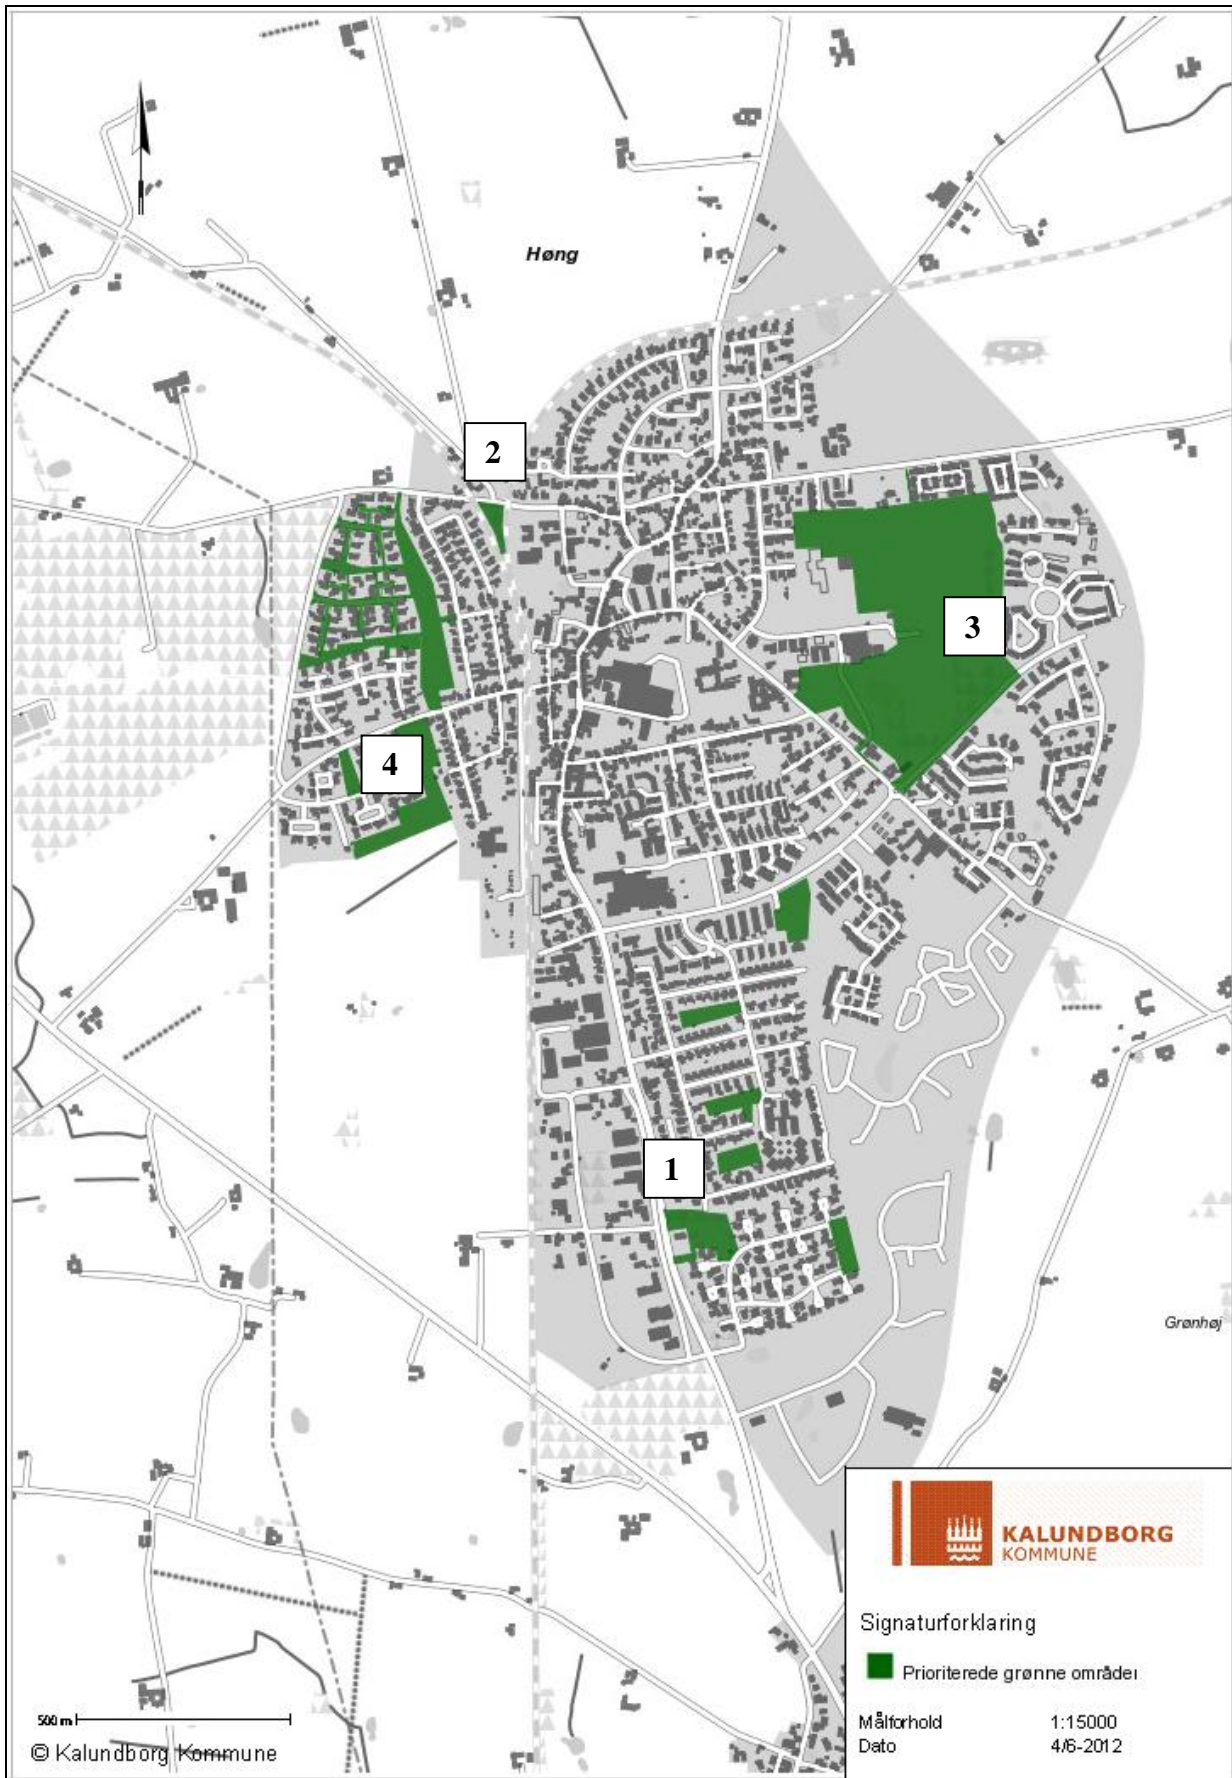 Høng
2
3
4
1
Grønhøj
KALUNDBORG
KOMMUNE
Signaturforklaring
Prioriterede grønne områder
Målforhold 1:15000
Dato 4/6-2012
500 m
© Kalundborg Kommune